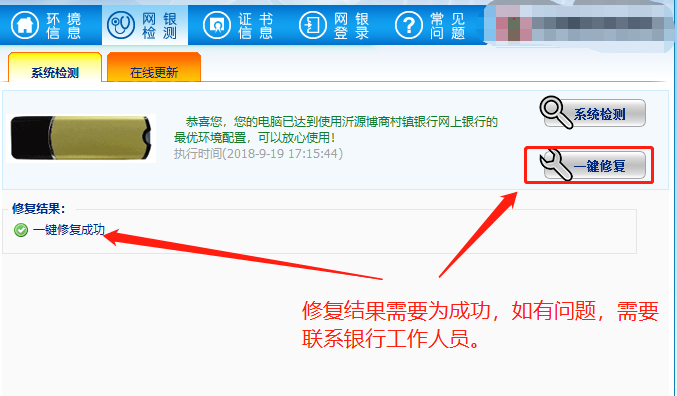 环境信息 网银检测 证书信息 网银登录 常见问题
系统检测 在线更新
恭喜您，您的电脑已达到使用沂源博商村镇银行网上银行的
最优环境配置，可以放心使用！
执行时间(2018-9-19 17:15:44)
系统检测
一键修复
修复结果：
一键修复成功
修复结果需要为成功，如有问题，需要
联系银行工作人员。